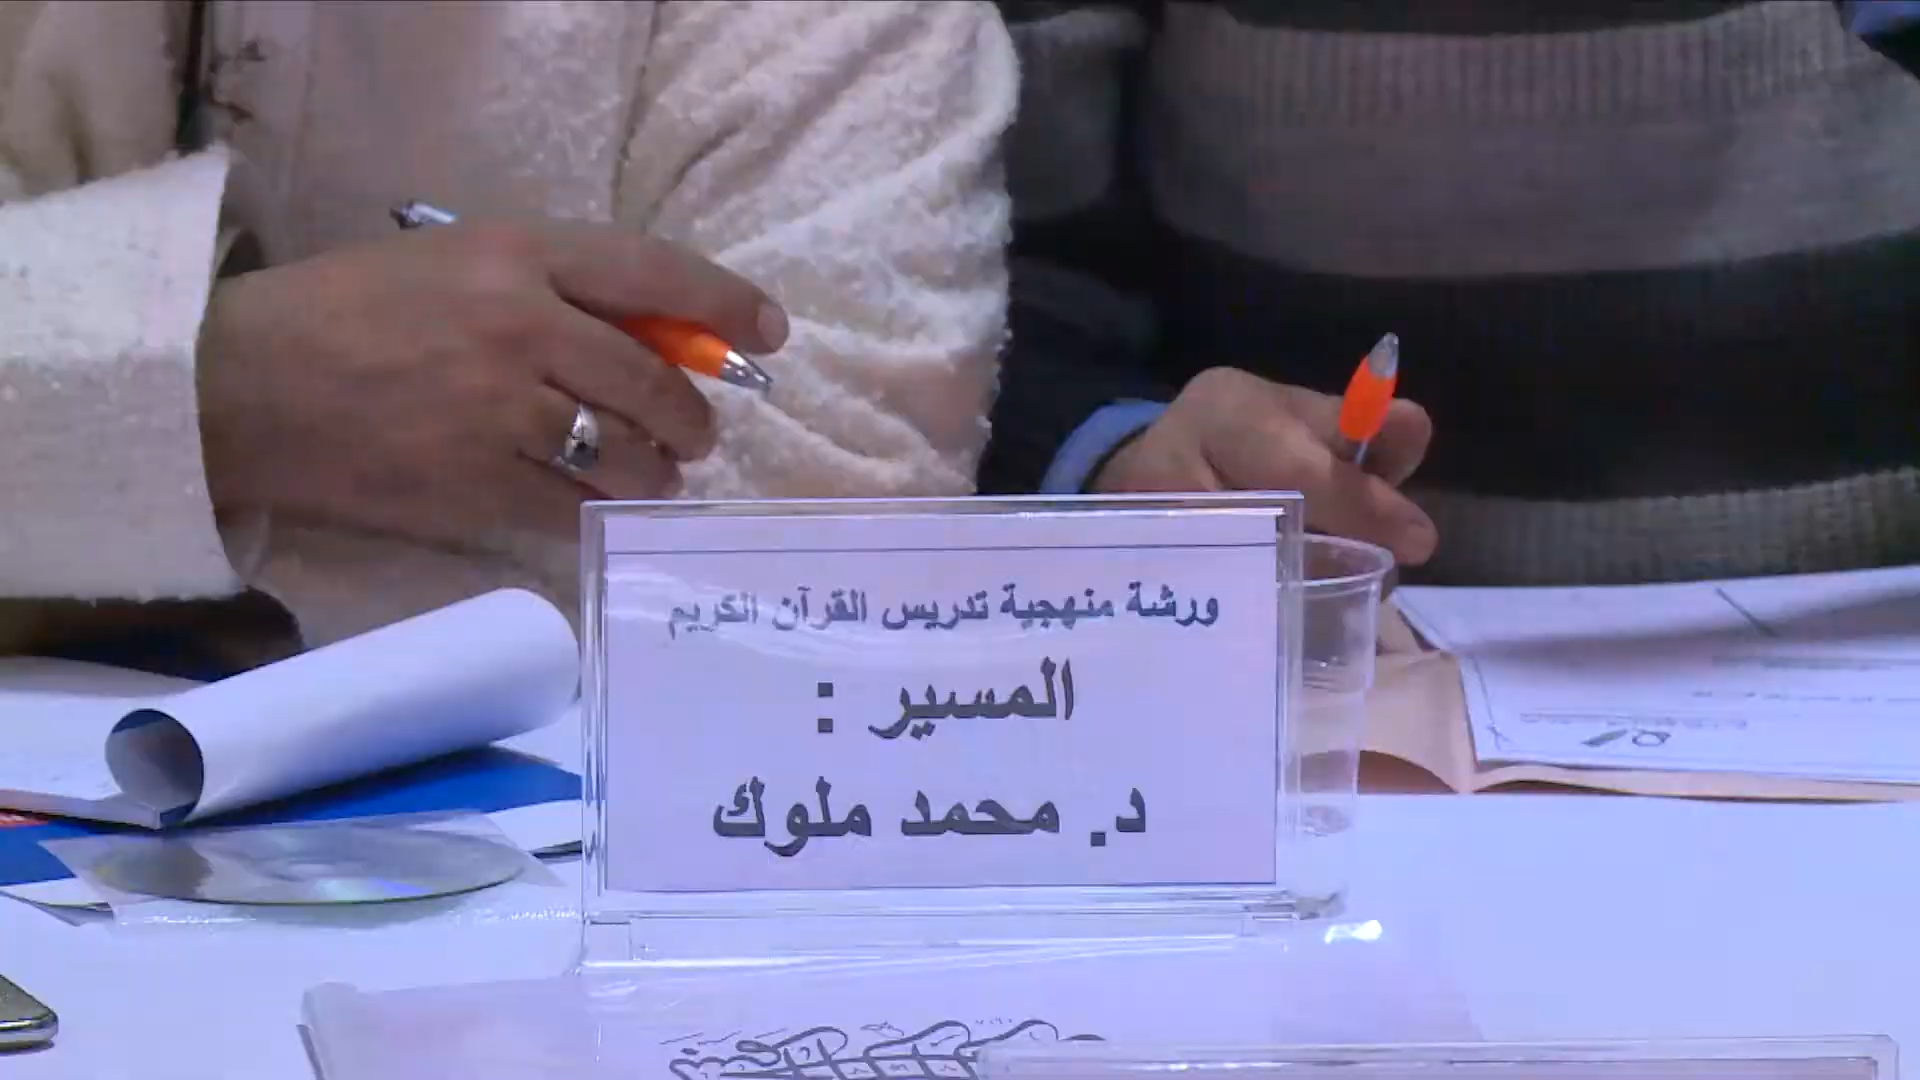 ورشة منهجية تدريس القرآن الكريم
المسير :
د. محمد ملوك